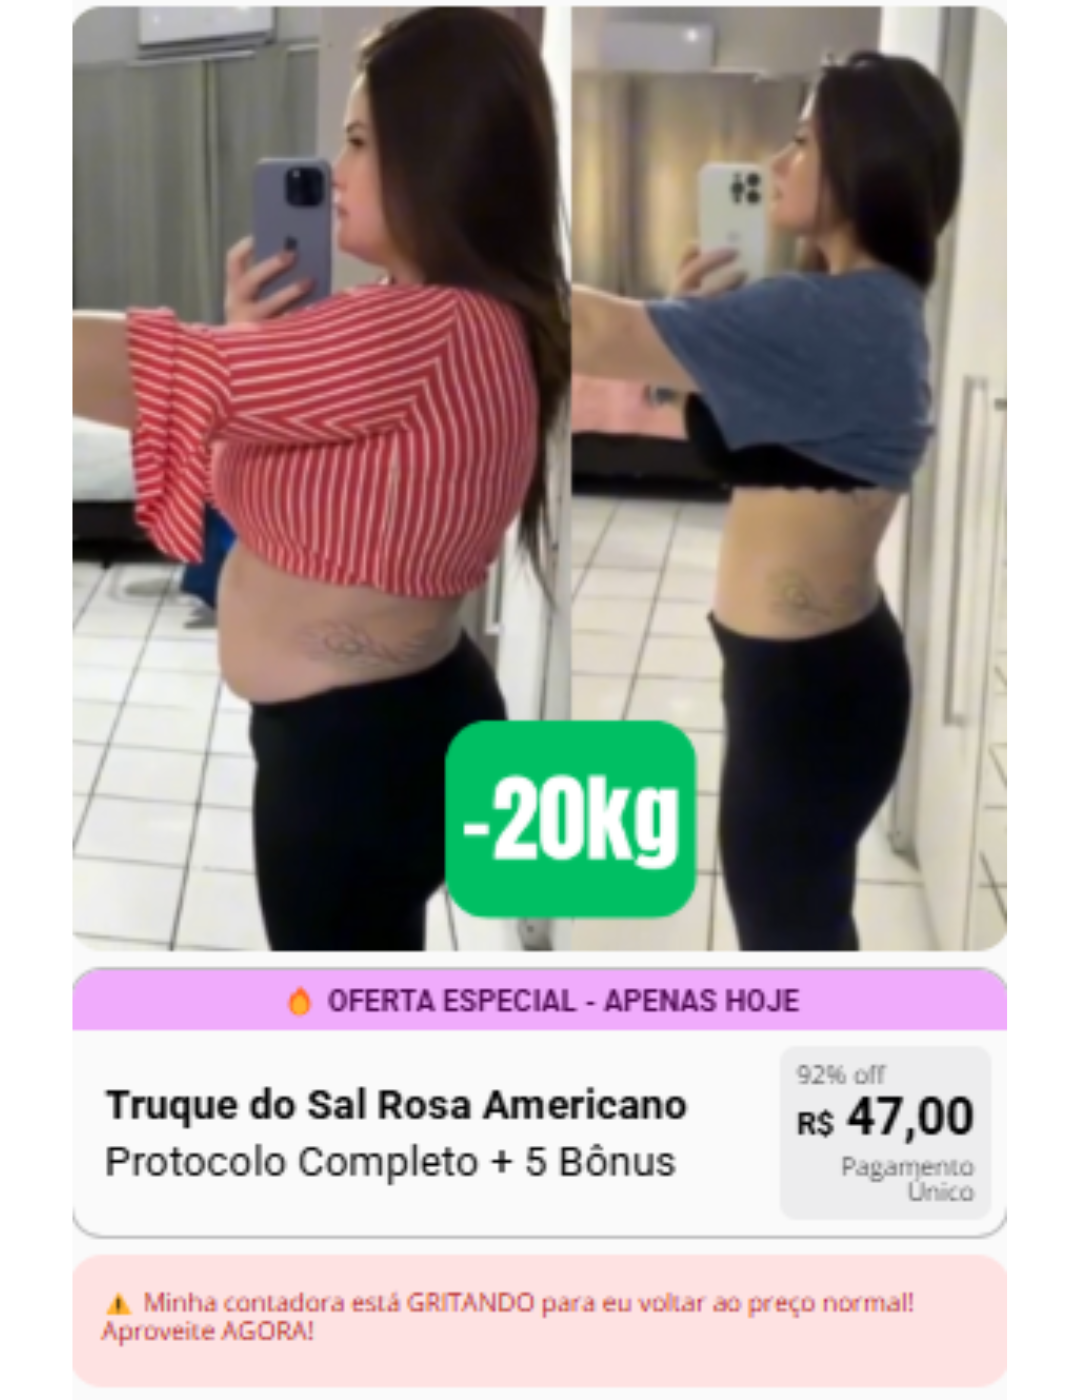 -20kg
🔥 OFERTA ESPECIAL - APENAS HOJE
Truque do Sal Rosa Americano
Protocolo Completo + 5 Bônus
92% off
R$ 47,00
Pagamento
Único
⚠️ Minha contadora está GRITANDO para eu voltar ao preço normal!
Aproveite AGORA!